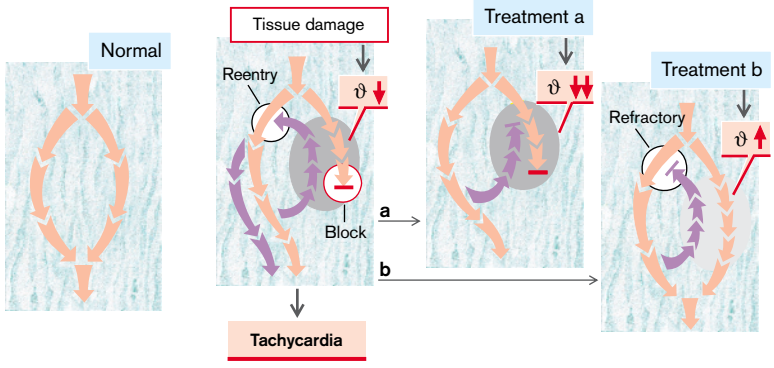 Normal
Tissue damage
Reentry
ϑ
Block
Tachycardia
a
b
Treatment a
ϑ
Treatment b
Refractory
ϑ